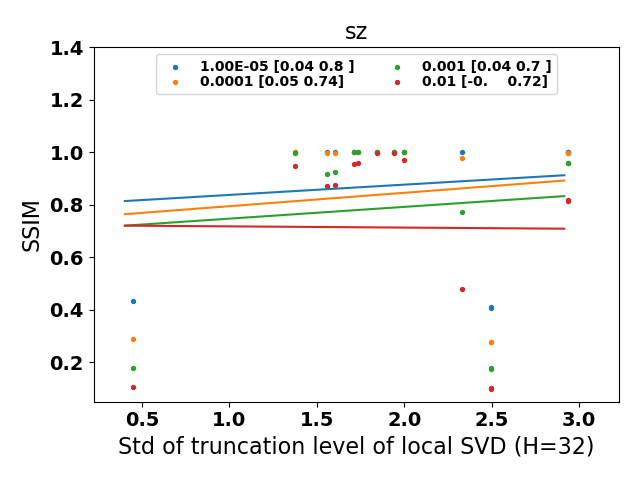 sz
1.00E-05 [0.04 0.8 ]
0.0001 [0.05 0.74]
0.001 [0.04 0.7 ]
0.01 [-0.    0.72]
SSIM
1.4
1.2
1.0
0.8
0.6
0.4
0.2
0.5 1.0 1.5 2.0 2.5 3.0
Std of truncation level of local SVD (H=32)